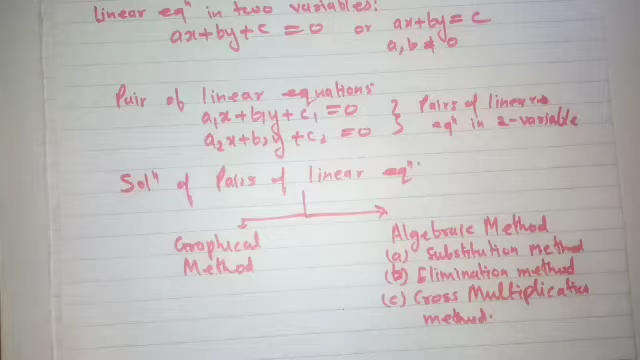 Linear eqⁿ in two variables:
ax+by+c = 0 or ax+by = c
a, b ≠ 0
Pair of linear equations
a₁x + b₁y + c₁ = 0 } Pairs of linear
a₂x + b₂y + c₂ = 0 } eqⁿ in 2-variable
Solⁿ of Pairs of linear eqⁿ.
Graphical Method
Algebraic Method
(a) Substitution method
(b) Elimination method
(c) Cross Multiplication
method.